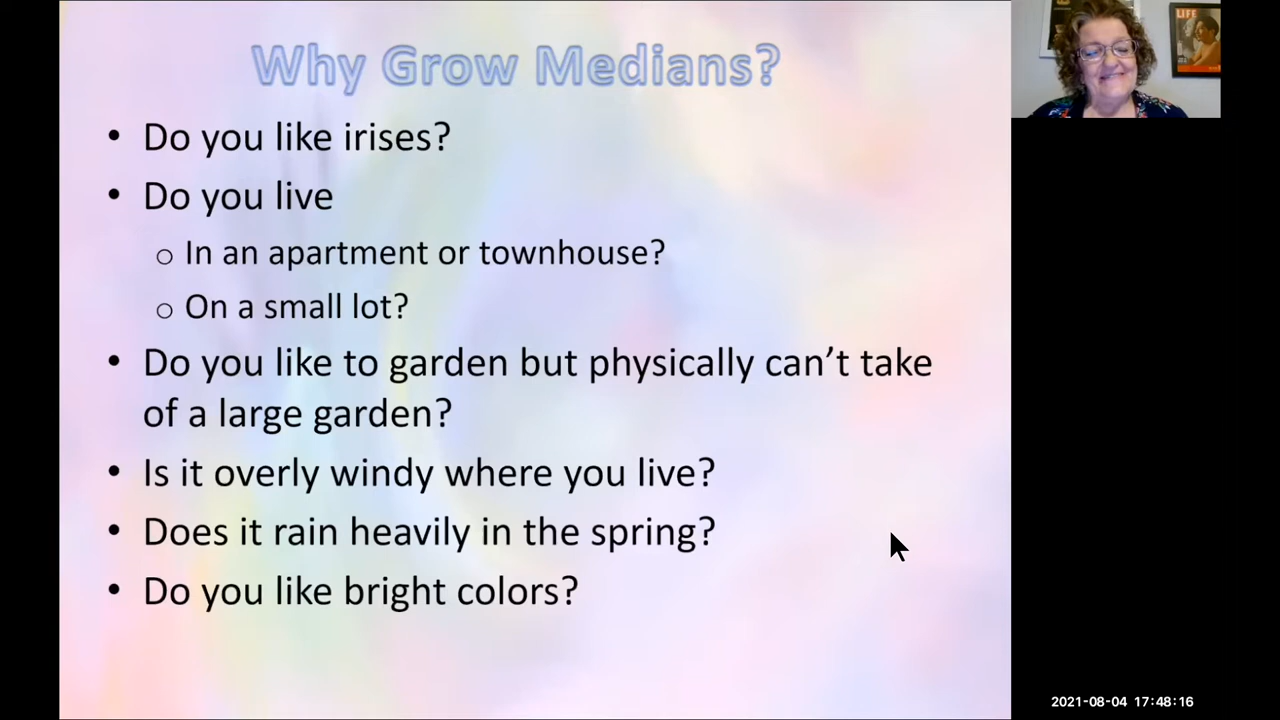 Why Grow Medians?
• Do you like irises?
• Do you live
o In an apartment or townhouse?
o On a small lot?
• Do you like to garden but physically can’t take
of a large garden?
• Is it overly windy where you live?
• Does it rain heavily in the spring?
• Do you like bright colors?
LIFE
2021-08-04 17:48:16